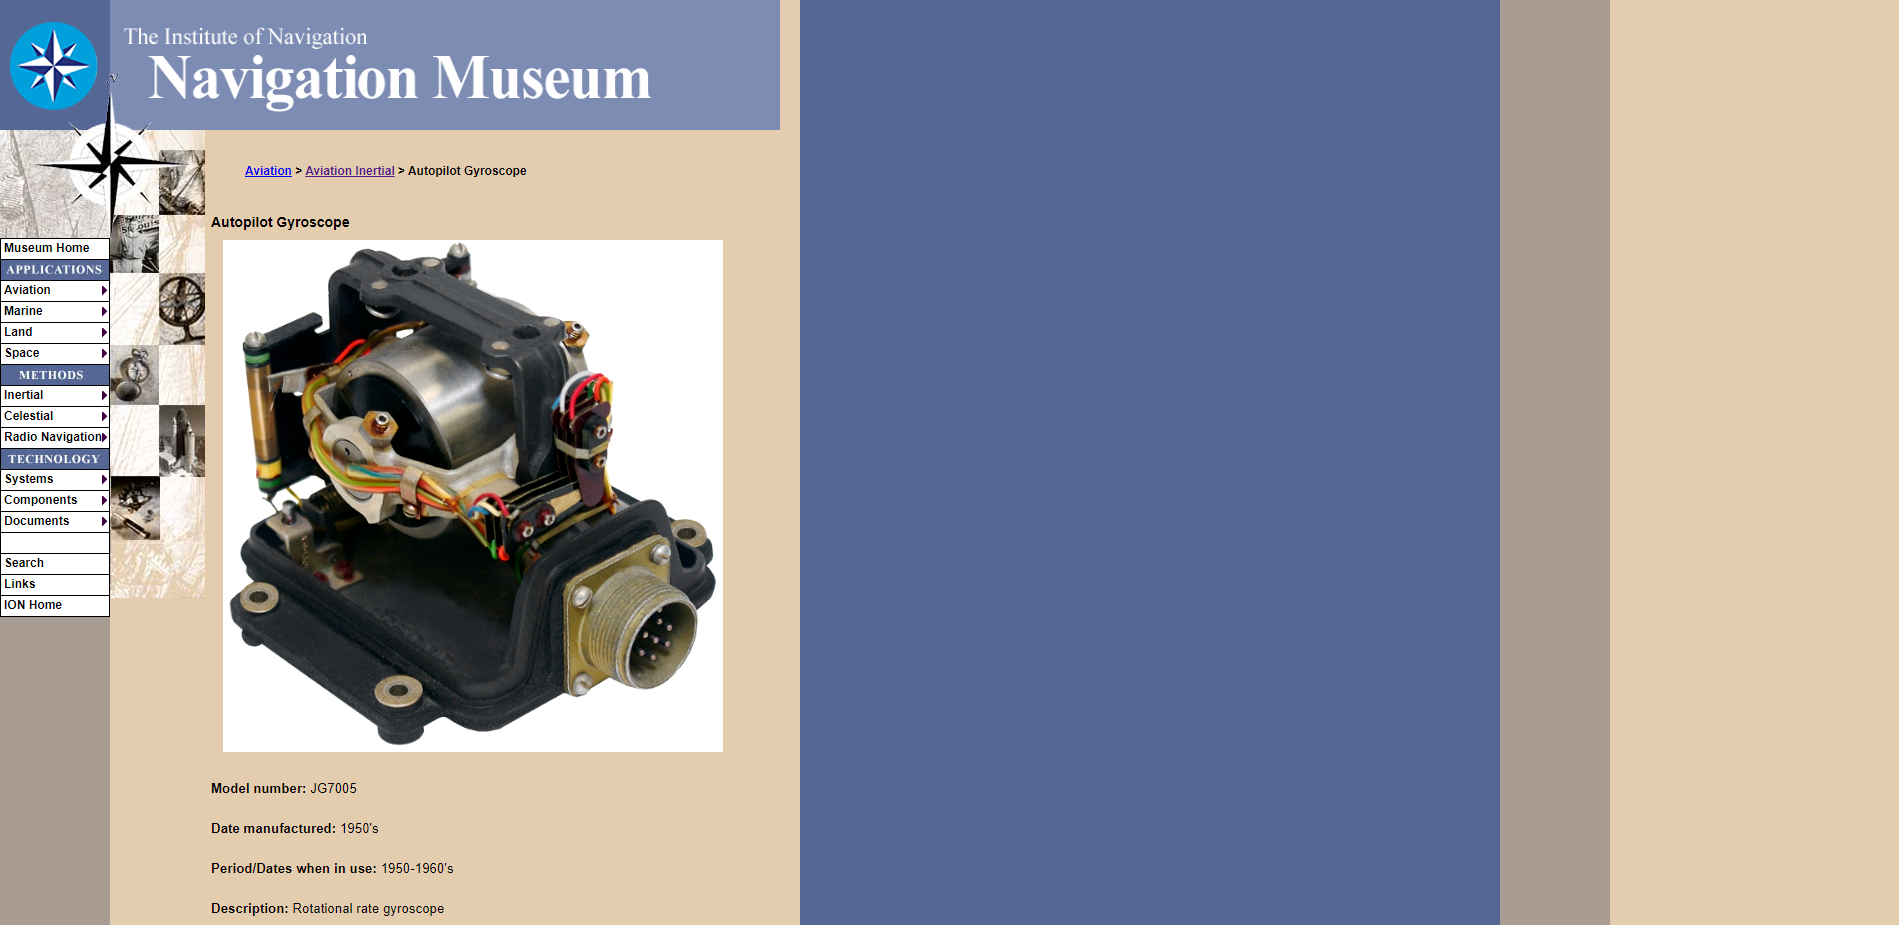 The Institute of Navigation
Navigation Museum
N
Aviation > Aviation Inertial > Autopilot Gyroscope
Autopilot Gyroscope
Museum Home
APPLICATIONS
Aviation
Marine
Land
Space
METHODS
Inertial
Celestial
Radio Navigation
TECHNOLOGY
Systems
Components
Documents
Search
Links
ION Home
Model number: JG7005
Date manufactured: 1950's
Period/Dates when in use: 1950-1960's
Description: Rotational rate gyroscope